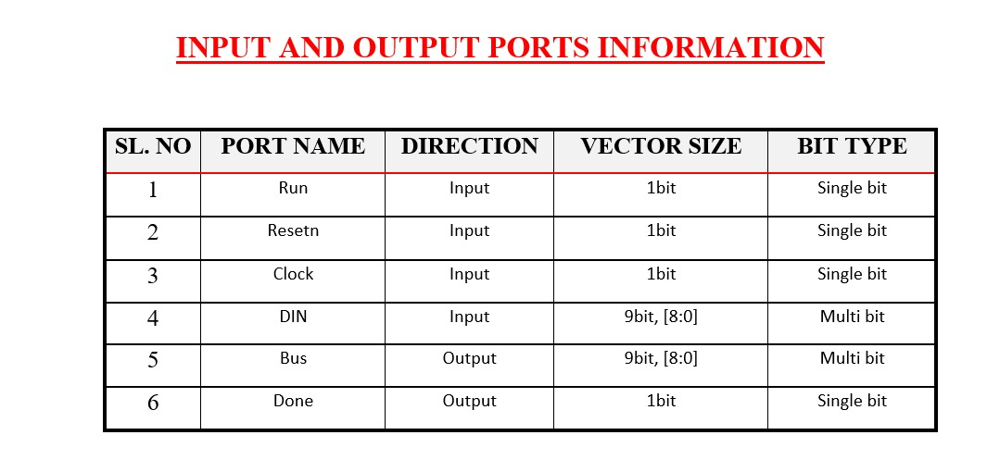 INPUT AND OUTPUT PORTS INFORMATION
SL. NO PORT NAME DIRECTION VECTOR SIZE BIT TYPE
1 Run Input 1bit Single bit
2 Resetn Input 1bit Single bit
3 Clock Input 1bit Single bit
4 DIN Input 9bit, [8:0] Multi bit
5 Bus Output 9bit, [8:0] Multi bit
6 Done Output 1bit Single bit